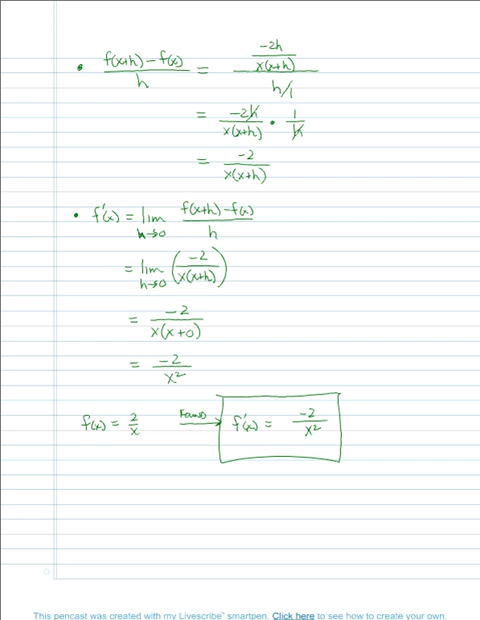 • f(x+h) – f(x) / h = (-2h / x(x+h)) / (h/1)
= -2h / x(x+h) • 1 / h
= -2 / x(x+h)
• f'(x) = lim h→0 f(x+h) – f(x) / h
= lim h→0 (-2 / x(x+h))
= -2 / x(x+0)
= -2 / x²
f(x) = 2/x Found → f'(x) = -2 / x²
This pencast was created with my Livescribe™ smartpen. Click here to see how to create your own.